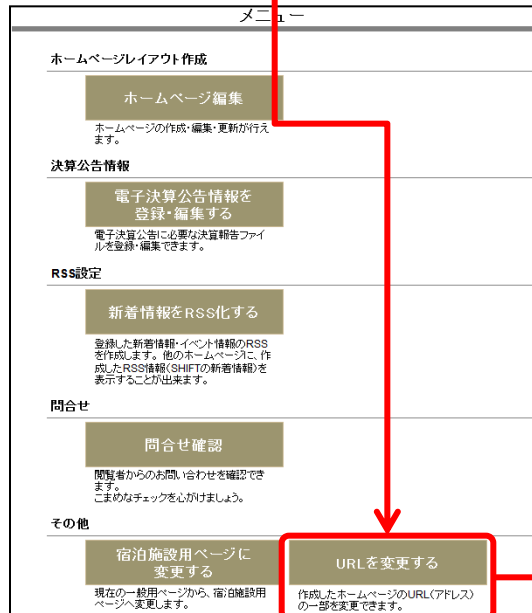 メニュー
ホームページレイアウト作成
ホームページ編集
ホームページの作成・編集・更新が行え
ます。
決算公告情報
電子決算公告情報を
登録・編集する
電子決算公告に必要な決算報告ファイ
ルを登録・編集できます。
RSS設定
新着情報をRSS化する
登録した新着情報・イベント情報のRSS
を作成します。他のホームページに、作
成したRSS情報(SHIFTの新着情報)を
表示することが出来ます。
問合せ
問合せ確認
閲覧者からのお問い合わせを確認でき
ます。
こまめなチェックを心がけましょう。
その他
宿泊施設用ページに
変更する
現在の一般用ページから、宿泊施設用
ページへ変更します。
URLを変更する
作成したホームページのURL(アドレス)
の一部を変更できます。